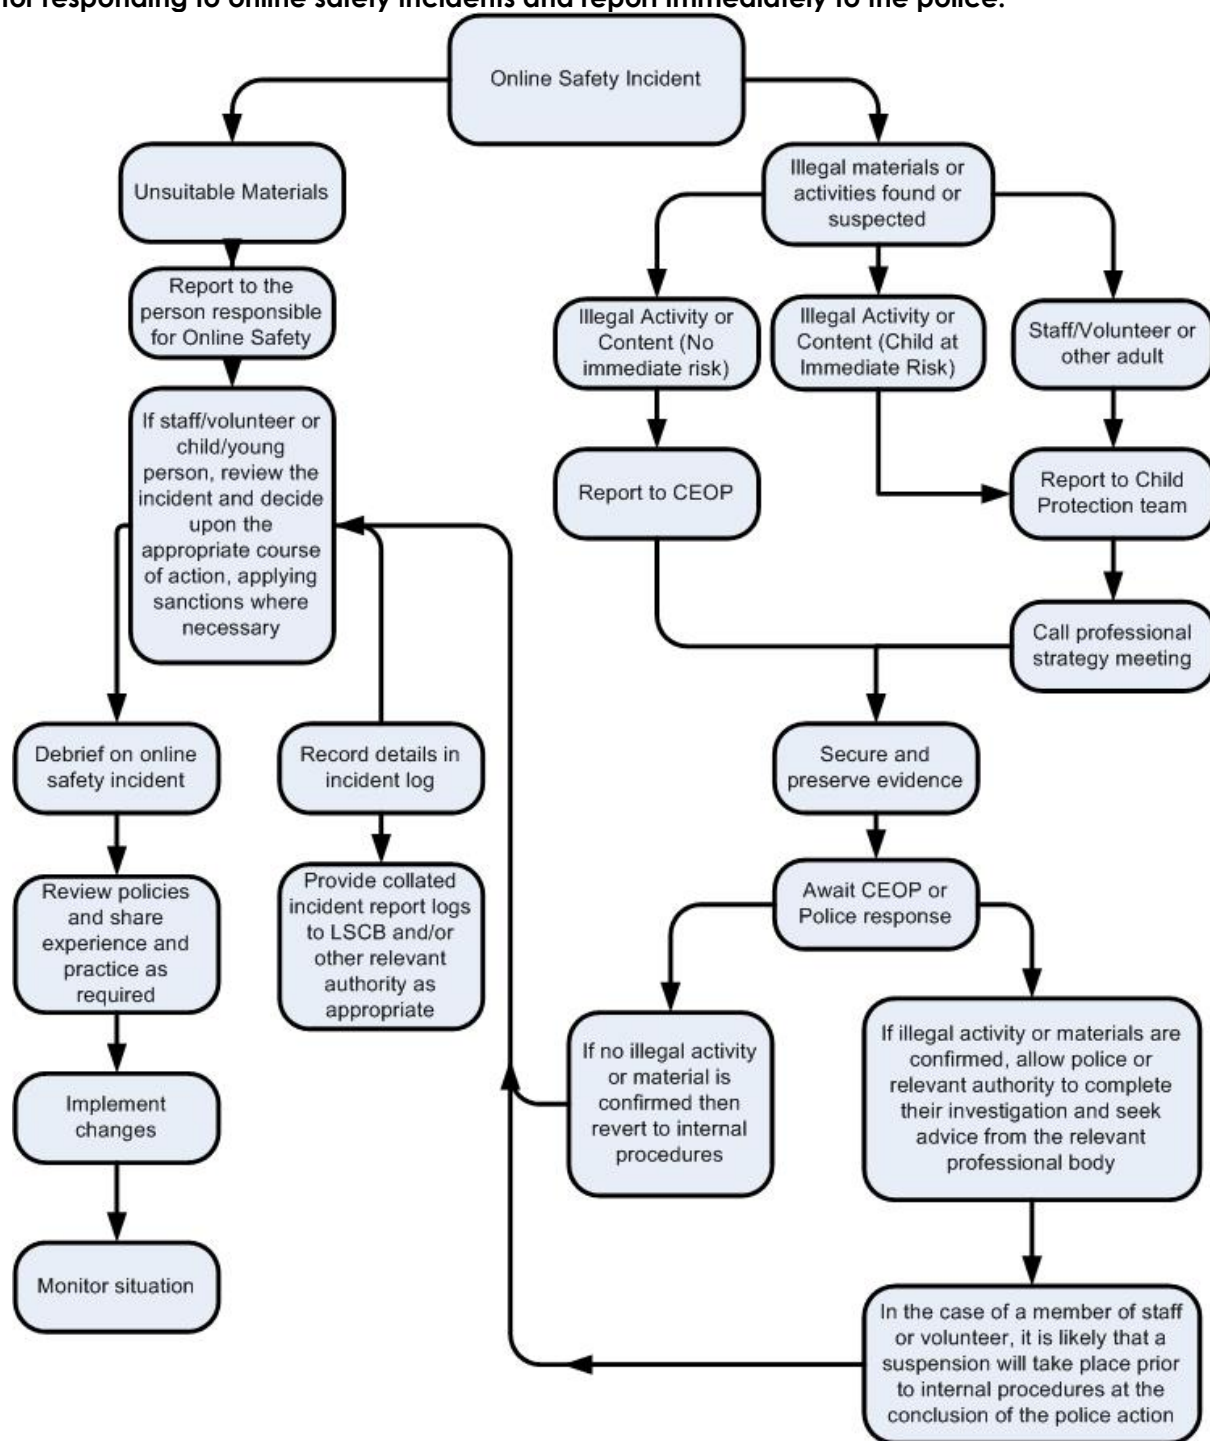 for responding to online safety incidents and report immediately to the police.
Online Safety Incident
Unsuitable Materials
Report to the
person responsible
for Online Safety
If staff/volunteer or
child/young
person, review the
incident and decide
upon the
appropriate course
of action, applying
sanctions where
necessary
Debrief on online
safety incident
Review policies
and share
experience and
practice as
required
Implement
changes
Monitor situation
Record details in
incident log
Provide collated
incident report logs
to LSCB and/or
other relevant
authority as
appropriate
Illegal materials or
activities found or
suspected
Illegal Activity or
Content (No
immediate risk)
Illegal Activity or
Content (Child at
Immediate Risk)
Staff/Volunteer or
other adult
Report to CEOP
Report to Child
Protection team
Call professional
strategy meeting
Secure and
preserve evidence
Await CEOP or
Police response
If no illegal activity
or material is
confirmed then
revert to internal
procedures
If illegal activity or materials are
confirmed, allow police or
relevant authority to complete
their investigation and seek
advice from the relevant
professional body
In the case of a member of staff
or volunteer, it is likely that a
suspension will take place prior
to internal procedures at the
conclusion of the police action